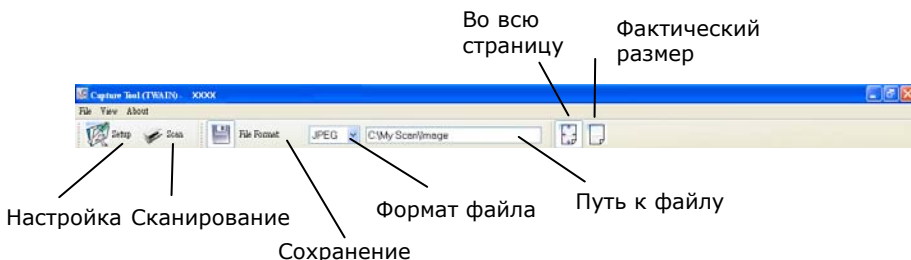 Во всю
страницу
Фактический
размер
Capture Tool (TWAIN) - XXXX
File View About
Setup Scan File Format: JPEG C:\My Scan\Image
Настройка Сканирование Формат файла Путь к файлу
Сохранение